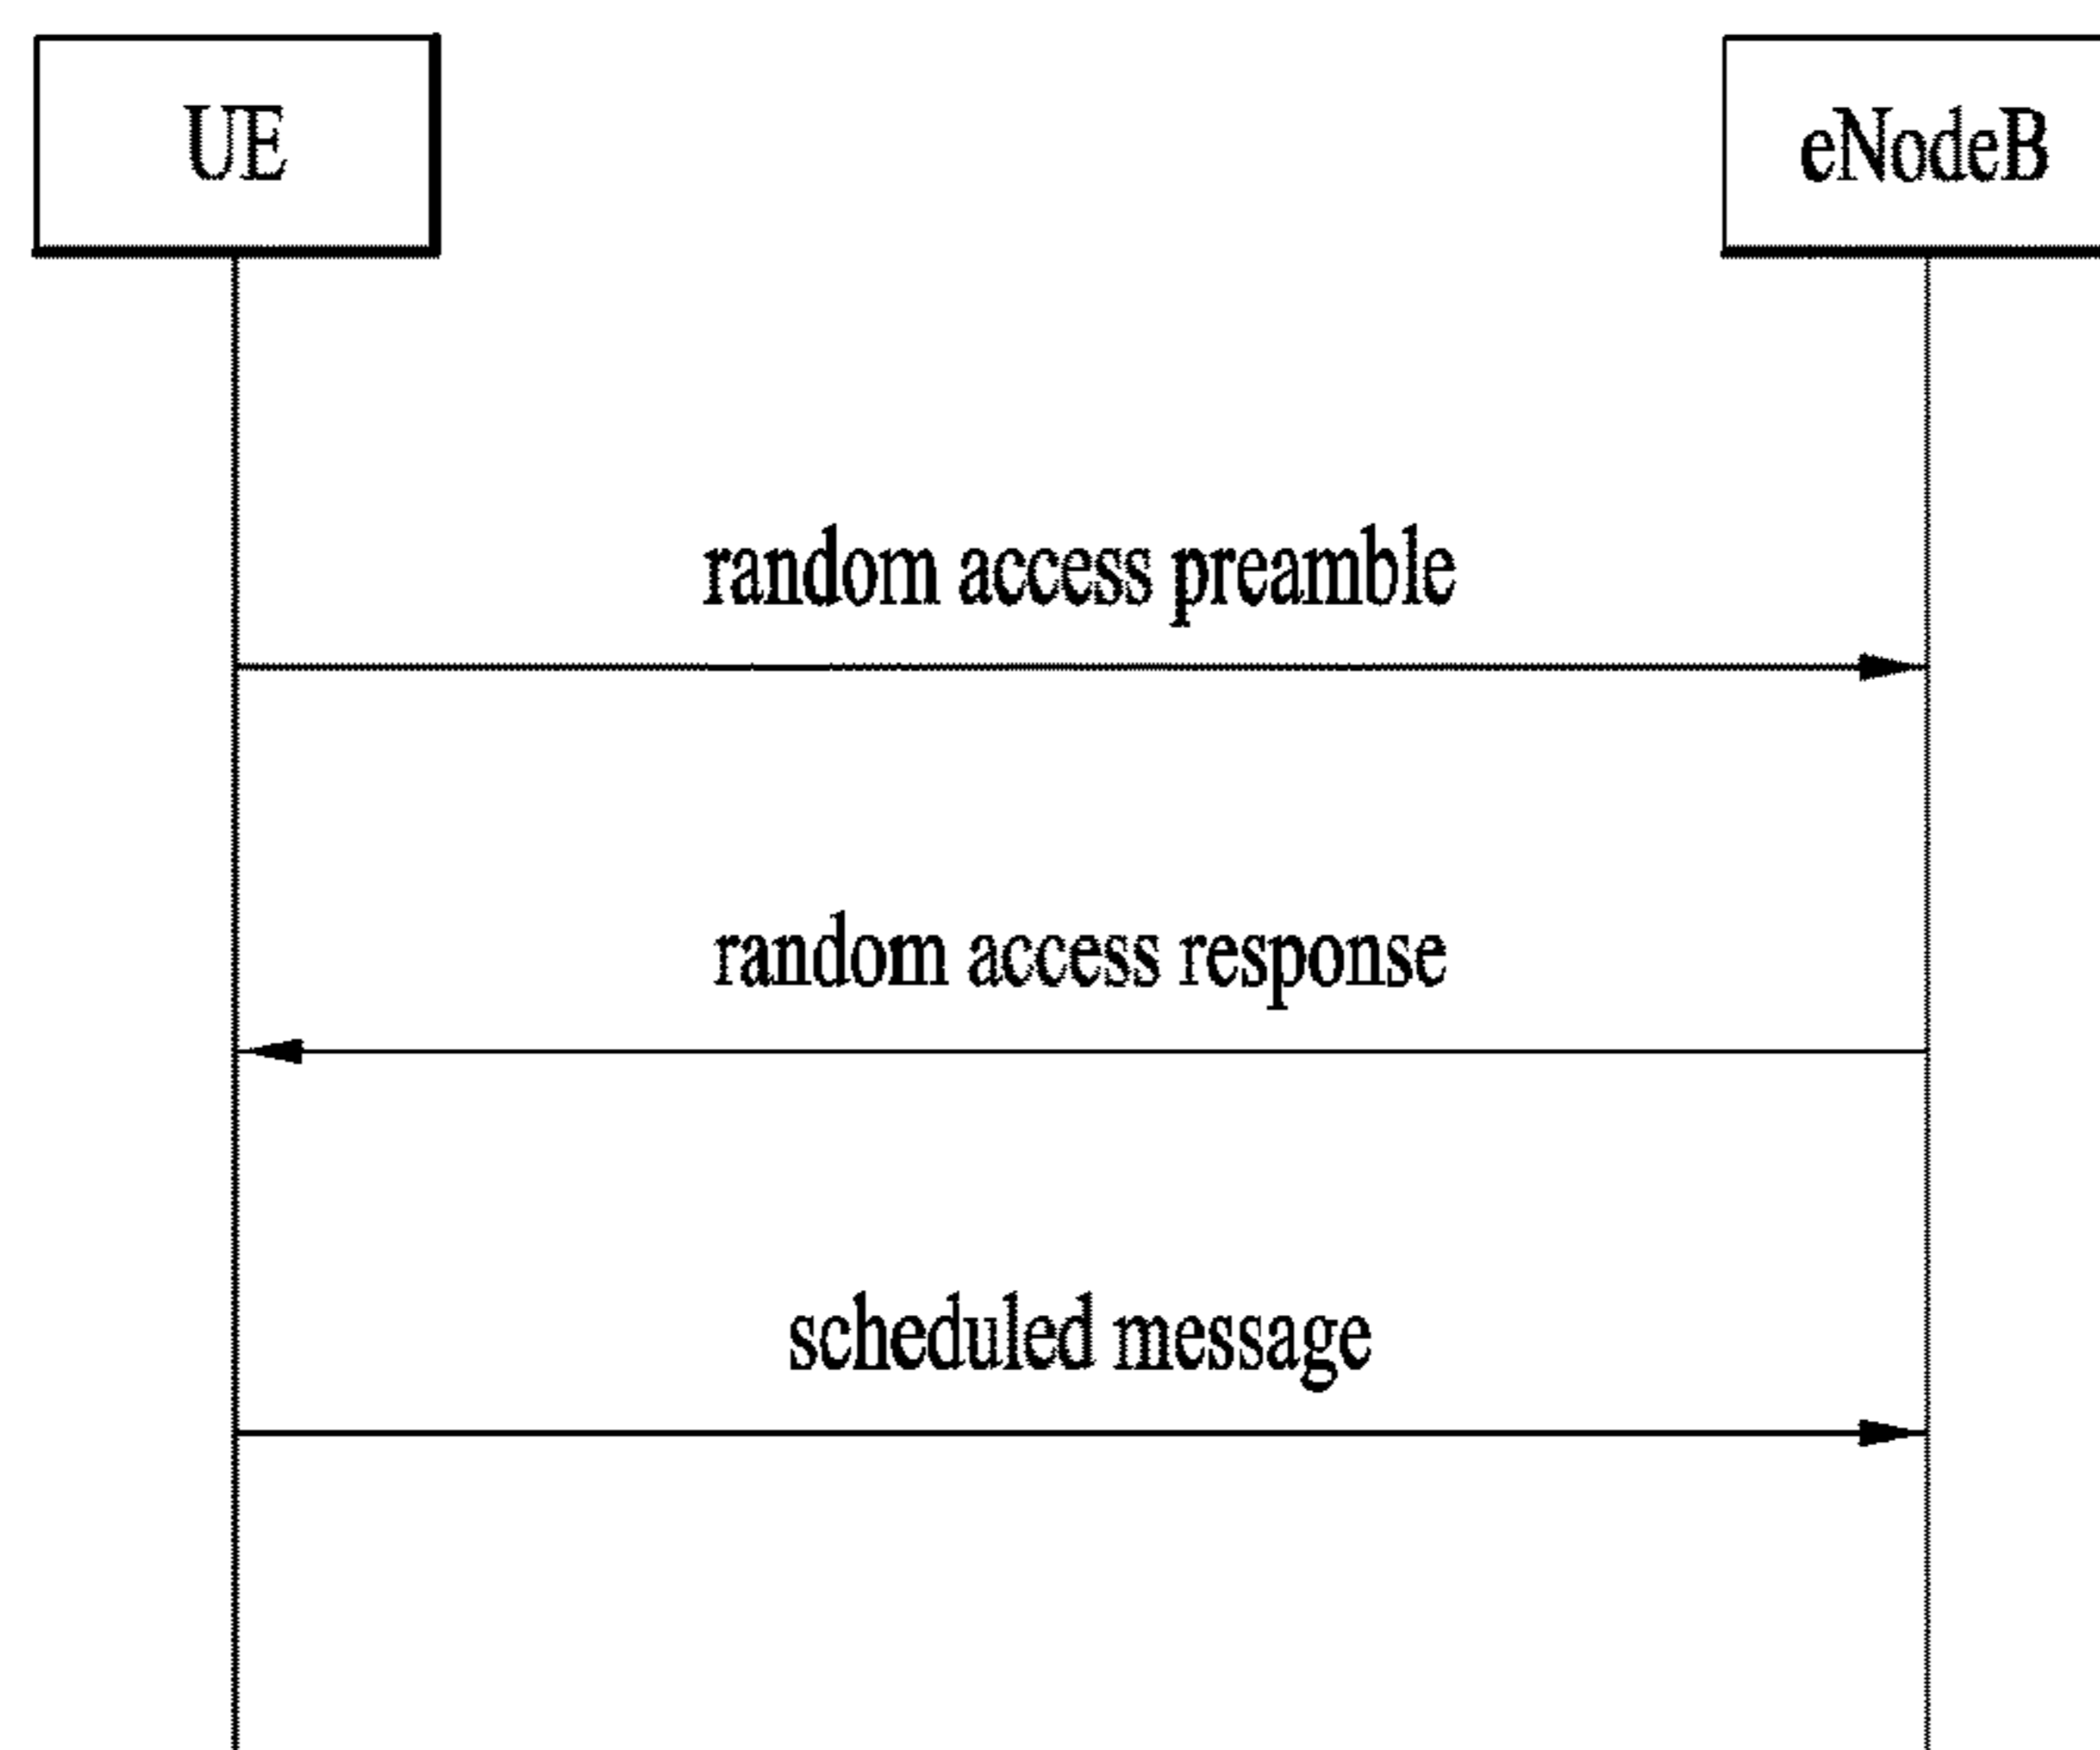 UE
eNodeB
random access preamble
random access response
scheduled message